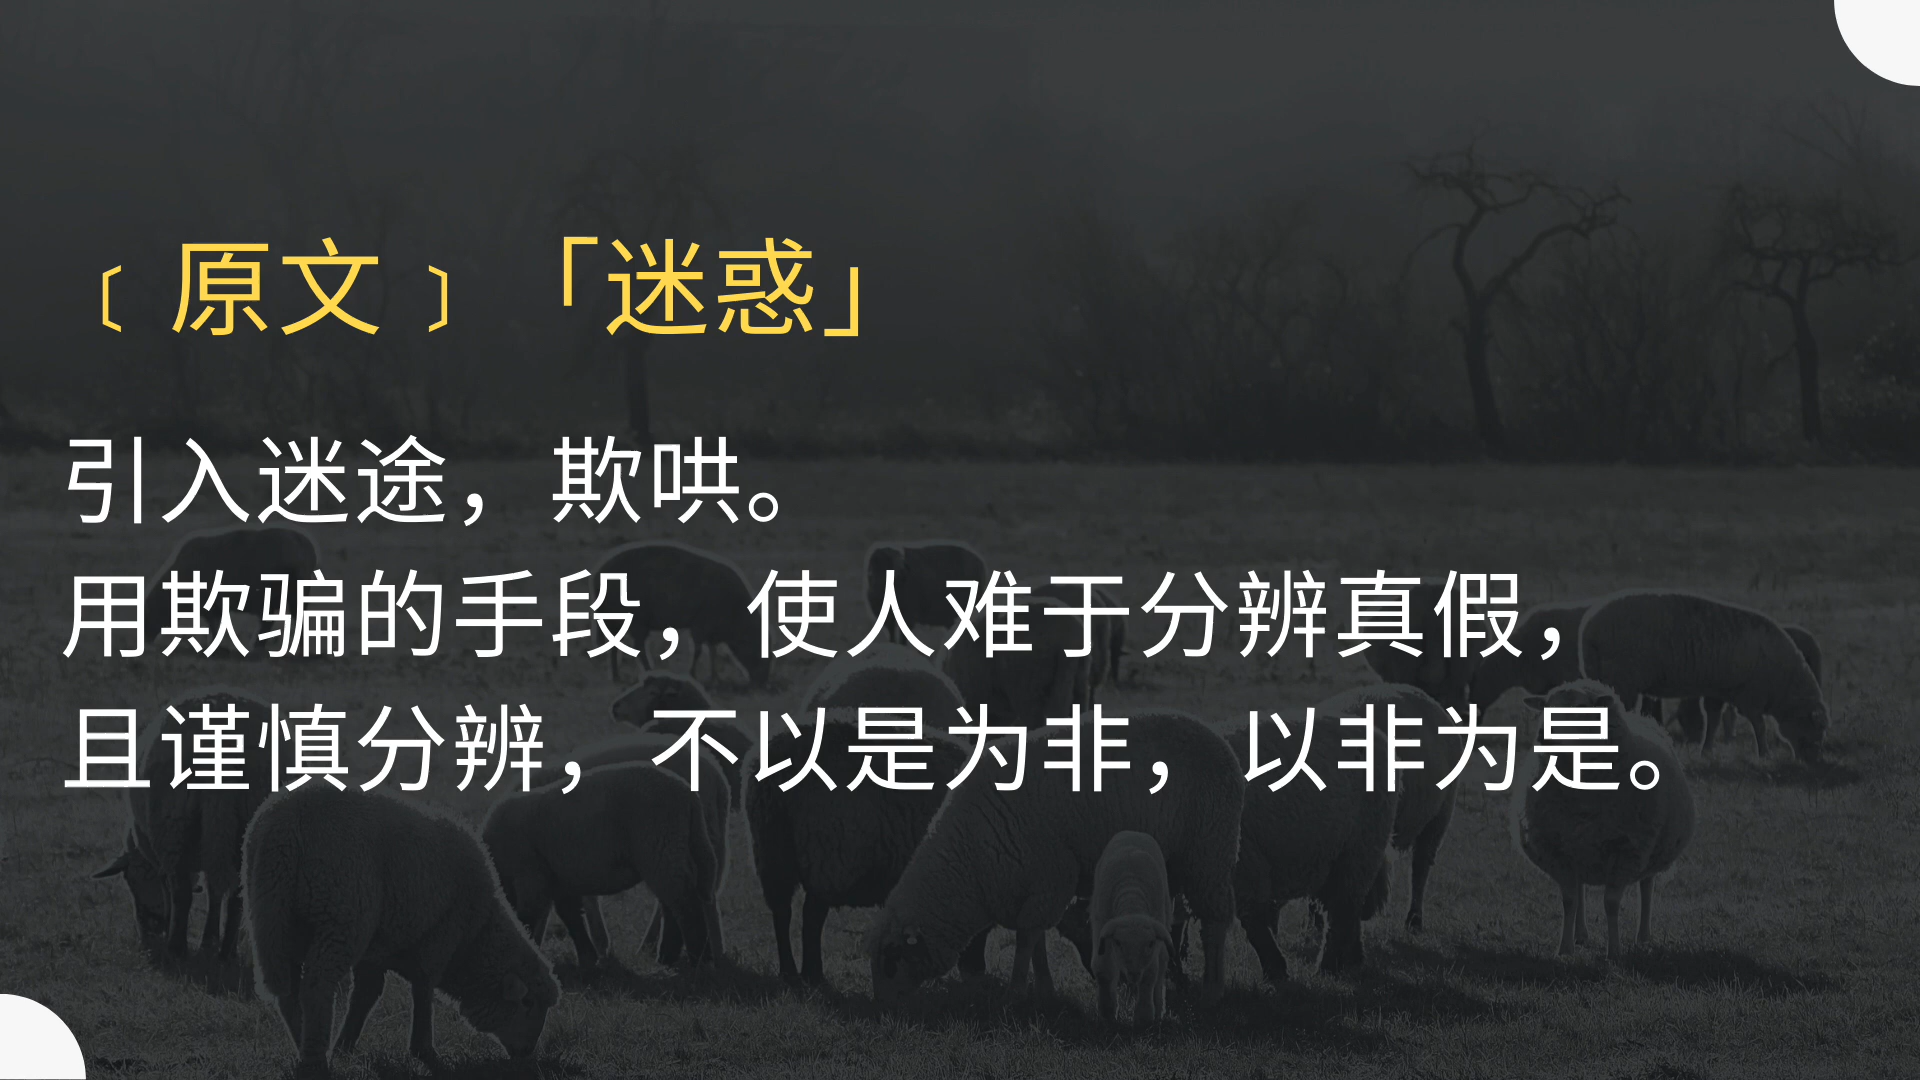 ﹝原文﹞「迷惑」
引入迷途，欺哄。
用欺骗的手段，使人难于分辨真假，
且谨慎分辨，不以是为非，以非为是。